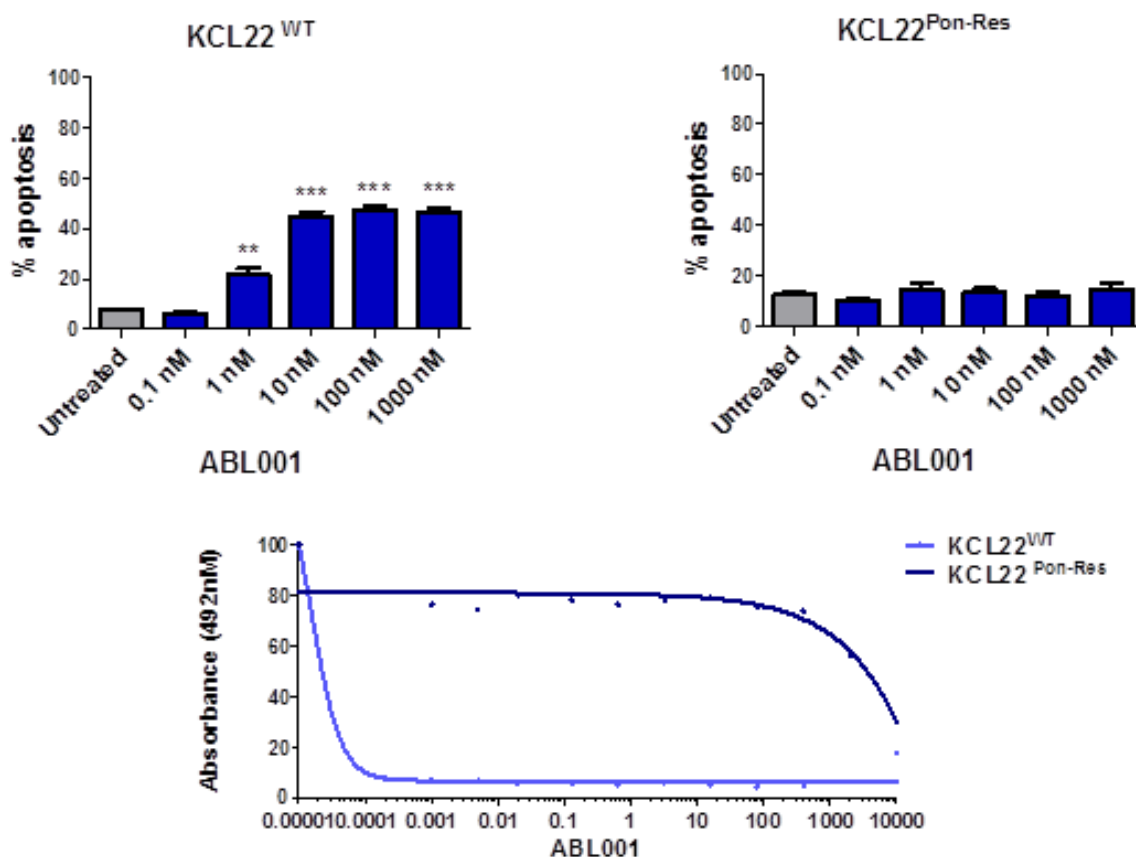 KCL22 WT
% apoptosis
100
80
60
40
20
0
**
***
***
***
Untreated
0.1 nM
1 nM
10 nM
100 nM
1000 nM
ABL001
KCL22Pon-Res
% apoptosis
100
80
60
40
20
0
Untreated
0.1 nM
1 nM
10 nM
100 nM
1000 nM
ABL001
Absorbance (492nM)
100
80
60
40
20
0
0.00001
0.0001
0.001
0.01
0.1
1
10
100
1000
10000
ABL001
KCL22WT
KCL22 Pon-Res